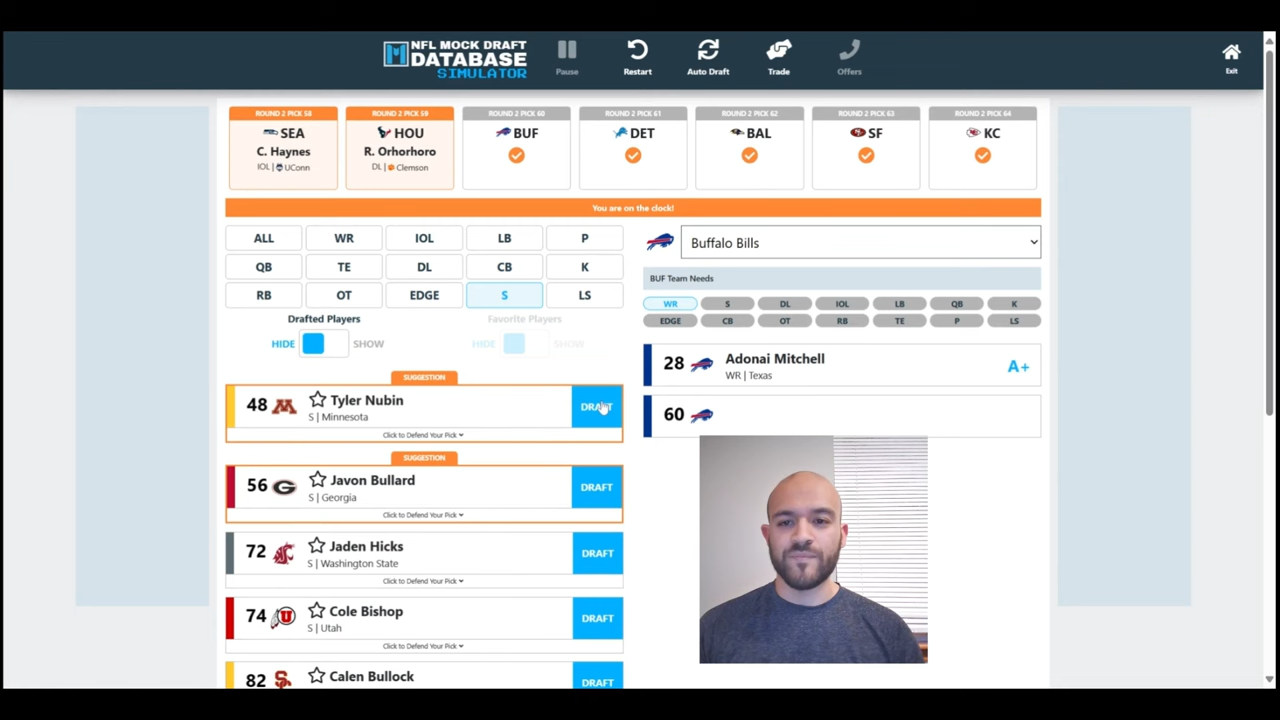 NFL MOCK DRAFT
DATABASE
SIMULATOR
Pause
Restart
Auto Draft
Trade
Offers
Exit
ROUND 2 PICK 58
SEA
C. Haynes
IOL | UConn
ROUND 2 PICK 59
HOU
R. Orhorhoro
DL | Clemson
ROUND 2 PICK 60
BUF
ROUND 2 PICK 61
DET
ROUND 2 PICK 62
BAL
ROUND 2 PICK 63
SF
ROUND 2 PICK 64
KC
You are on the clock!
ALL WR IOL LB P
QB TE DL CB K
RB OT EDGE S LS
Drafted Players
HIDE SHOW
Favorite Players
HIDE SHOW
SUGGESTION
48 Tyler Nubin
S | Minnesota
DRAFT
Click to Defend Your Pick
SUGGESTION
56 Javon Bullard
S | Georgia
DRAFT
Click to Defend Your Pick
72 Jaden Hicks
S | Washington State
DRAFT
Click to Defend Your Pick
74 Cole Bishop
S | Utah
DRAFT
Click to Defend Your Pick
82 Calen Bullock
DRAFT
Buffalo Bills
BUF Team Needs
WR S DL IOL LB QB K
EDGE CB OT RB TE P LS
28 Adonai Mitchell
WR | Texas
A+
60